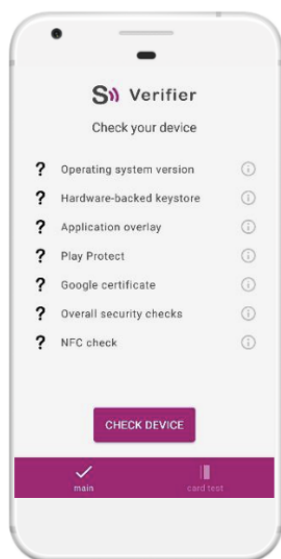 S Verifier
Check your device
? Operating system version
? Hardware-backed keystore
? Application overlay
? Play Protect
? Google certificate
? Overall security checks
? NFC check
CHECK DEVICE
main card test